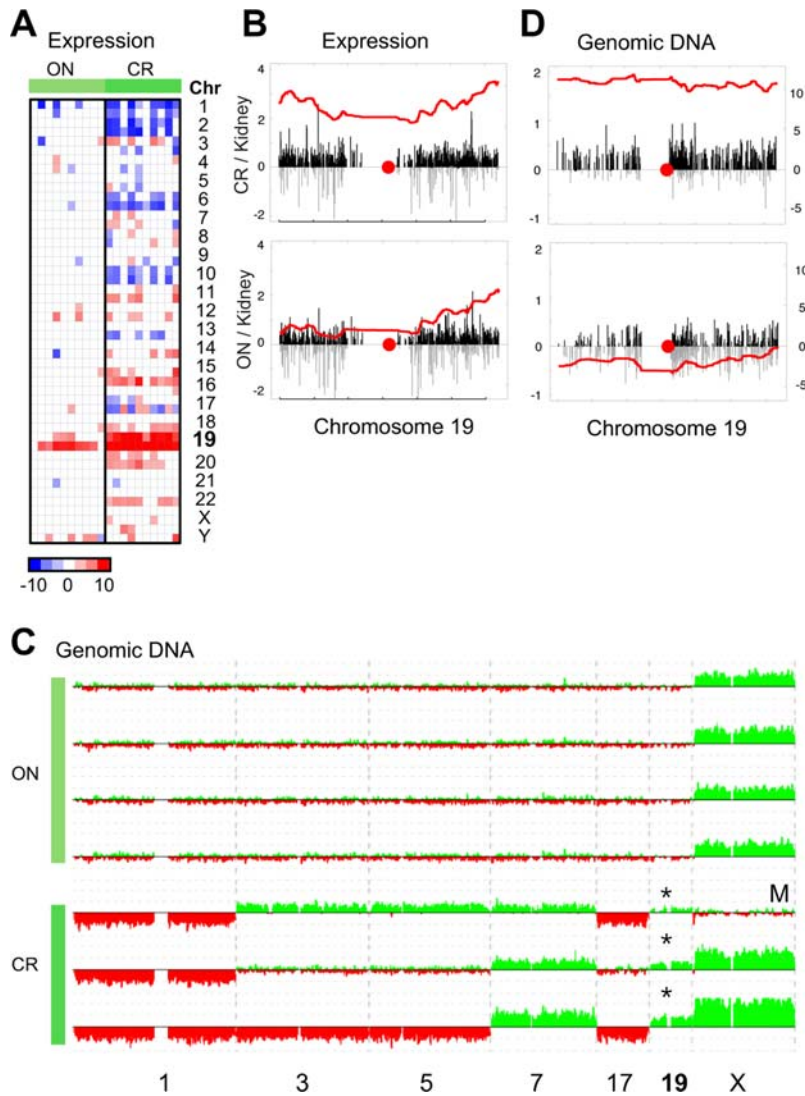 A
Expression
ON
CR
Chr
1
2
3
4
5
6
7
8
9
10
11
12
13
14
15
16
17
18
19
20
21
22
X
Y
-10 0 10
B
Expression
CR / Kidney
4
2
0
-2
ON / Kidney
4
2
0
-2
Chromosome 19
D
Genomic DNA
2
1
0
-1
10
5
0
-5
2
1
0
-1
10
5
0
-5
Chromosome 19
C
Genomic DNA
ON
CR
*
M
*
*
1 3 5 7 17 19 X